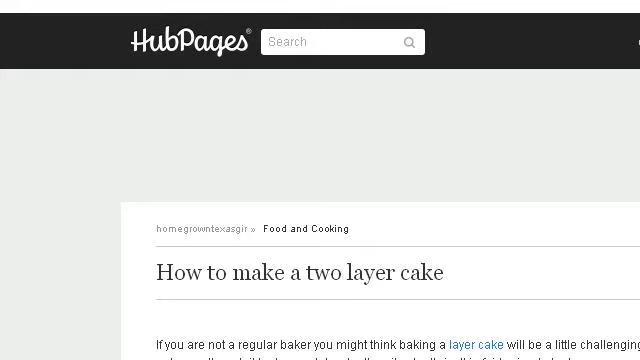 HubPages®
Search
homegrowntexasgir » Food and Cooking
How to make a two layer cake
If you are not a regular baker you might think baking a layer cake will be a little challenging